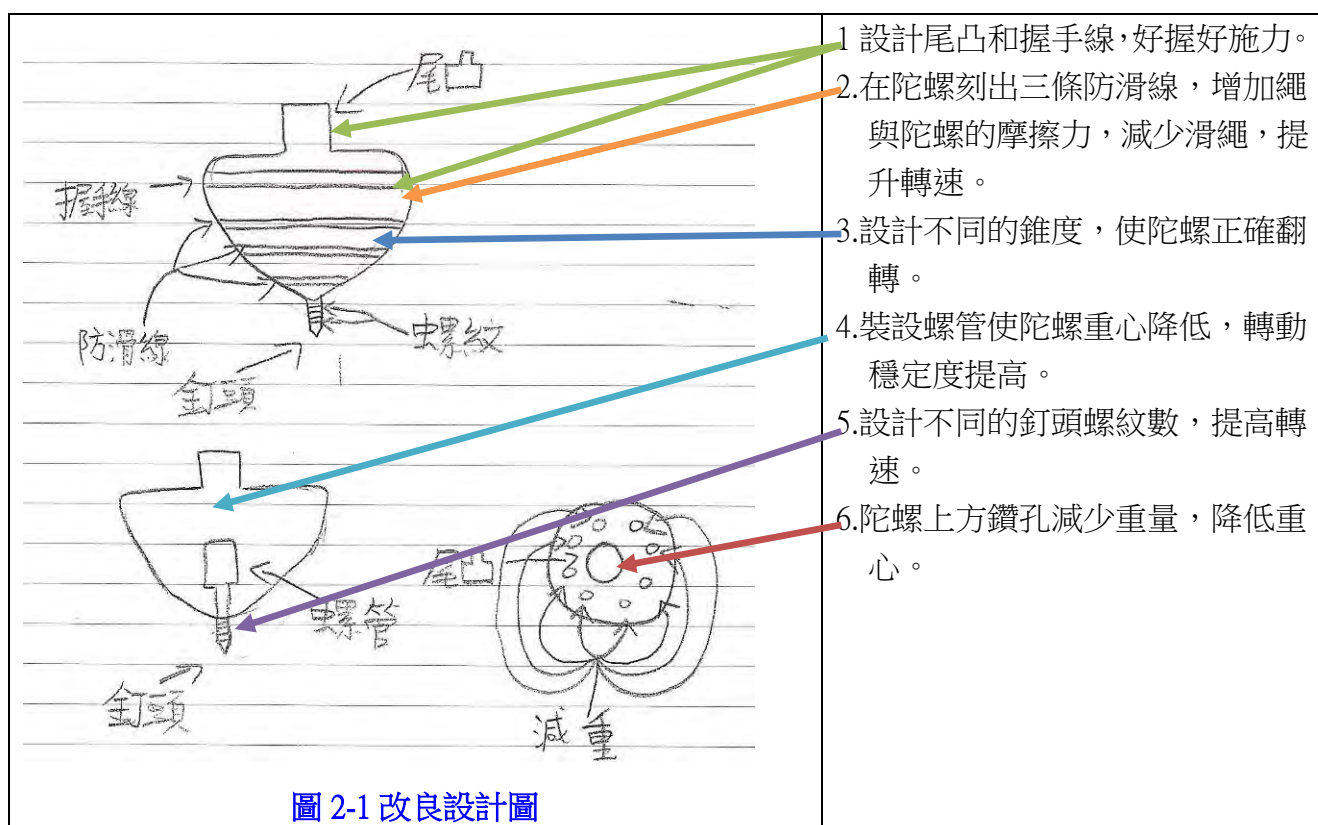 尾凸
握手線
防滑線
螺紋
釘頭
螺管
釘頭
尾凸
減重
圖 2-1 改良設計圖
1 設計尾凸和握手線,好握好施力。
2.在陀螺刻出三條防滑線,增加繩
與陀螺的摩擦力,減少滑繩,提
升轉速。
3.設計不同的錐度,使陀螺正確翻
轉。
4.裝設螺管使陀螺重心降低,轉動
穩定度提高。
5.設計不同的釘頭螺紋數,提高轉
速。
6.陀螺上方鑽孔減少重量,降低重
心。